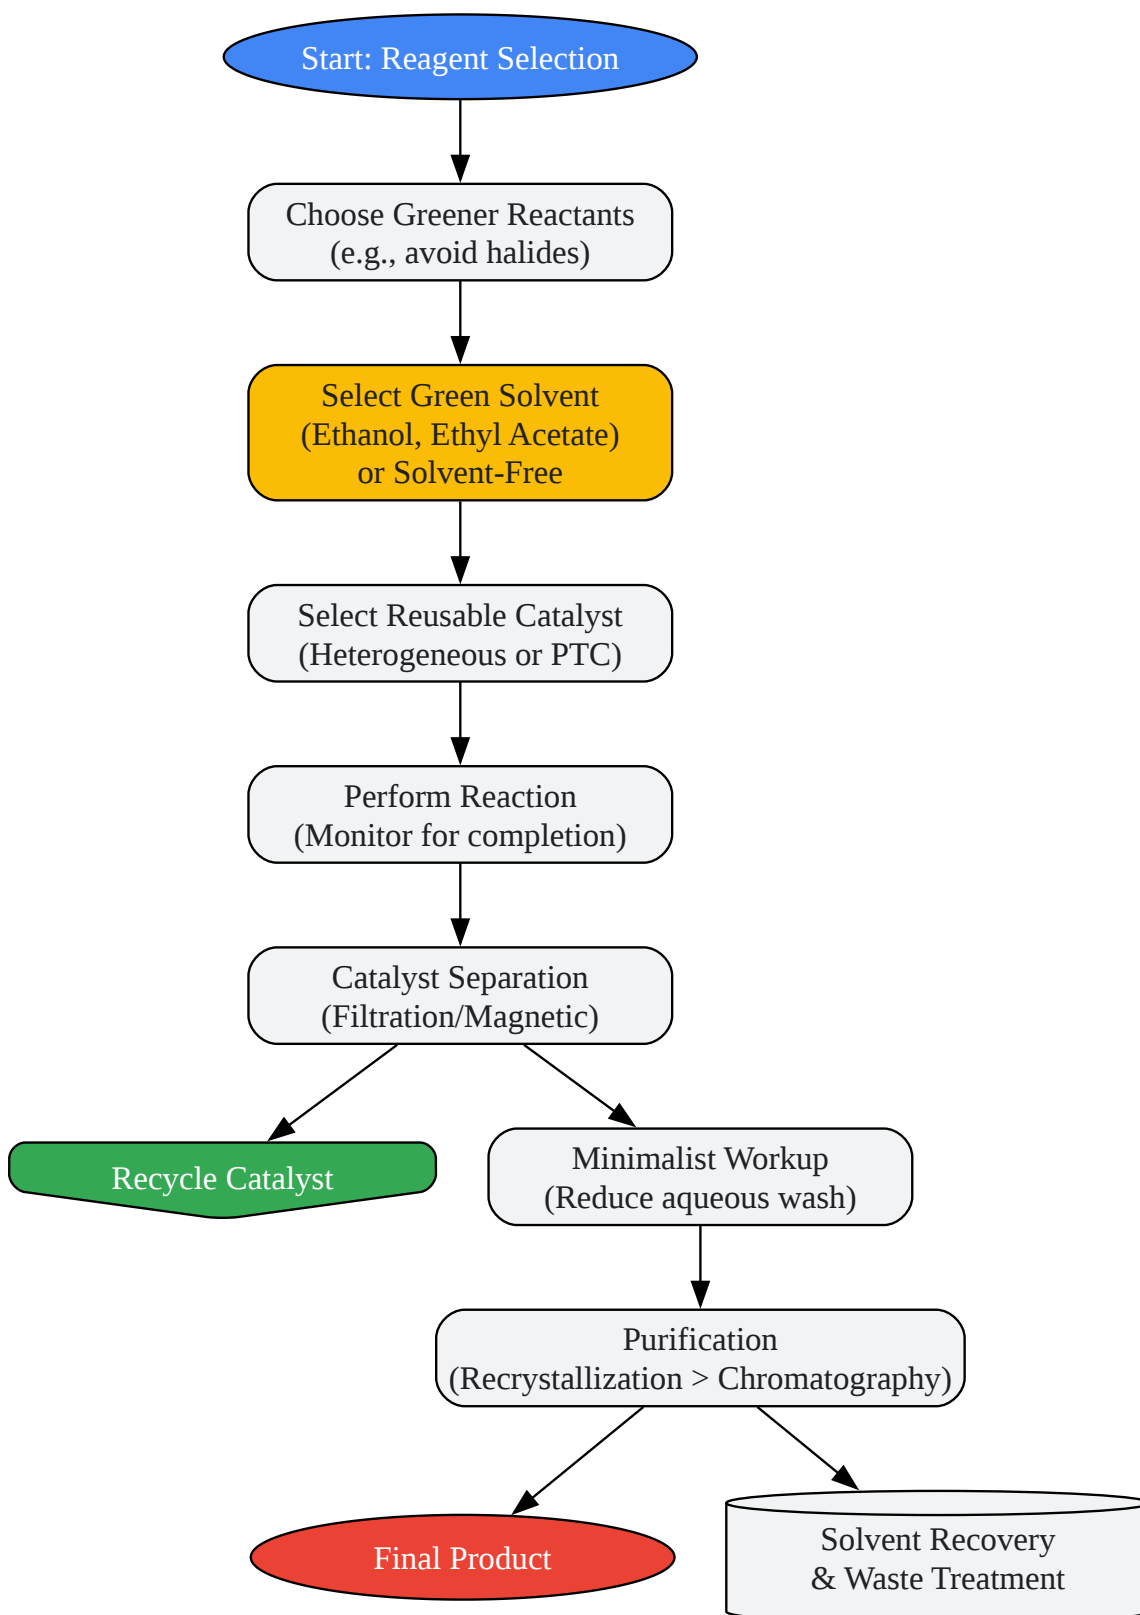 Start: Reagent Selection
Choose Greener Reactants
(e.g., avoid halides)
Select Green Solvent
(Ethanol, Ethyl Acetate)
or Solvent-Free
Select Reusable Catalyst
(Heterogeneous or PTC)
Perform Reaction
(Monitor for completion)
Catalyst Separation
(Filtration/Magnetic)
Recycle Catalyst
Minimalist Workup
(Reduce aqueous wash)
Purification
(Recrystallization > Chromatography)
Final Product
Solvent Recovery
& Waste Treatment